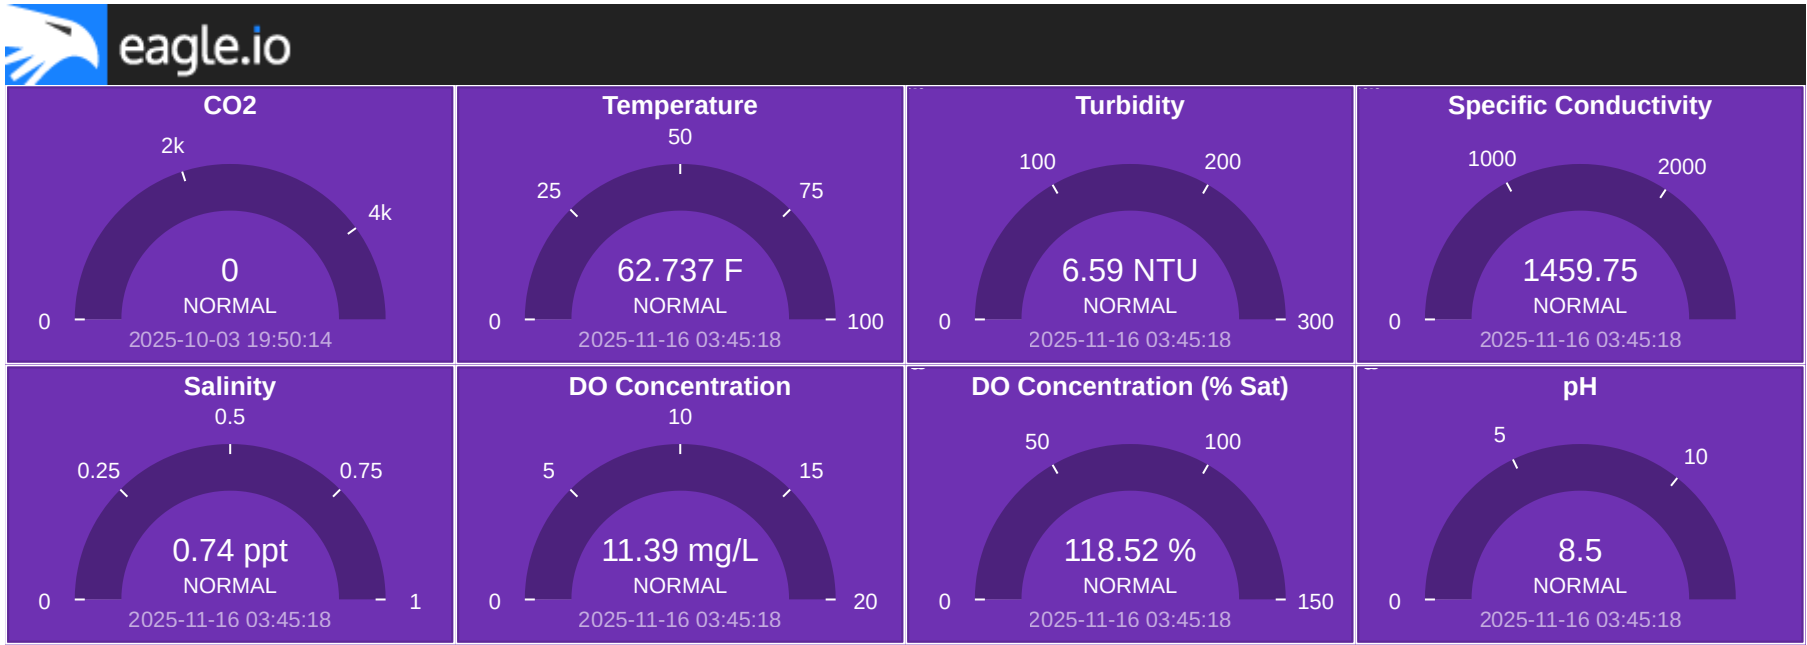 eagle.io
CO2
2k
4k
0
0
NORMAL
2025-10-03 19:50:14
Temperature
50
25
75
62.737 F
NORMAL
0
100
2025-11-16 03:45:18
Turbidity
100
200
6.59 NTU
NORMAL
0
300
2025-11-16 03:45:18
Specific Conductivity
1000
2000
1459.75
NORMAL
0
2025-11-16 03:45:18
Salinity
0.5
0.25
0.75
0.74 ppt
NORMAL
0
1
2025-11-16 03:45:18
DO Concentration
10
5
15
11.39 mg/L
NORMAL
0
20
2025-11-16 03:45:18
DO Concentration (% Sat)
50
100
118.52 %
NORMAL
0
150
2025-11-16 03:45:18
pH
5
10
8.5
NORMAL
0
2025-11-16 03:45:18